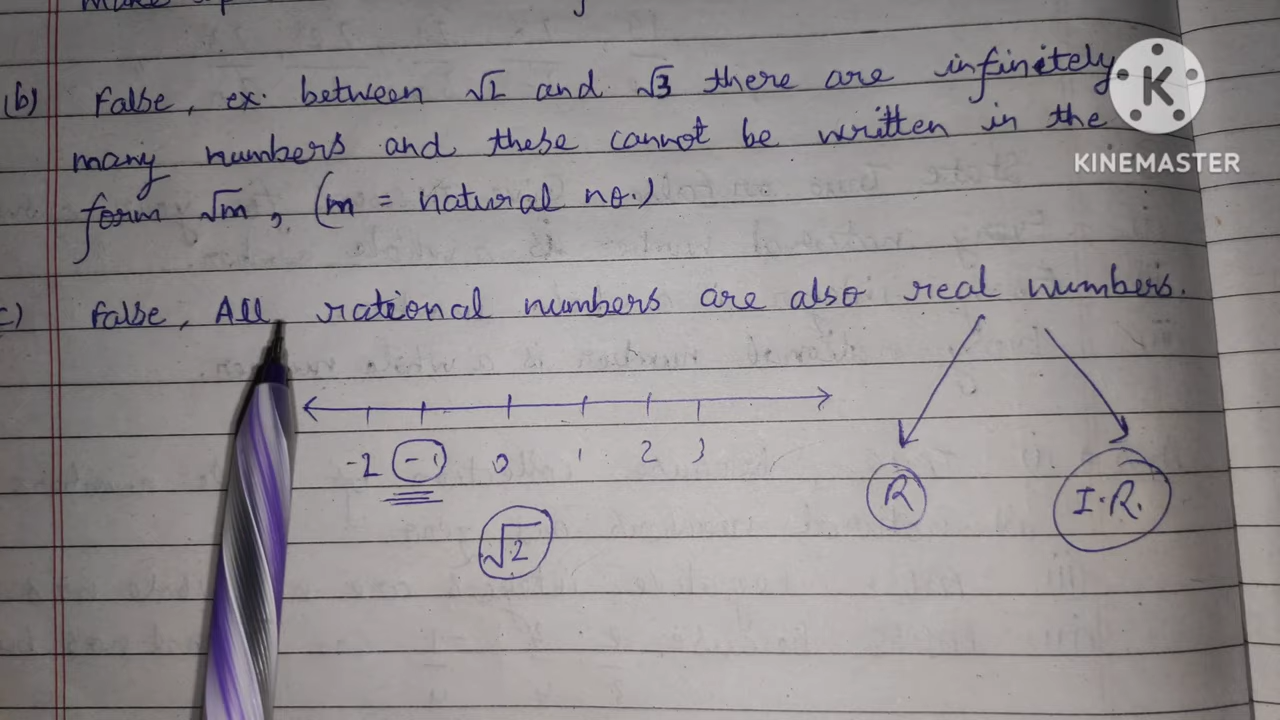 (b) False, ex. between √2 and √3 there are infinitely
many numbers and these cannot be written in the
form √m, (m = natural no.)
c) False, All rational numbers are also real numbers.
-2 -1 0 1 2 3
R I.R.
√2
K
KINEMASTER